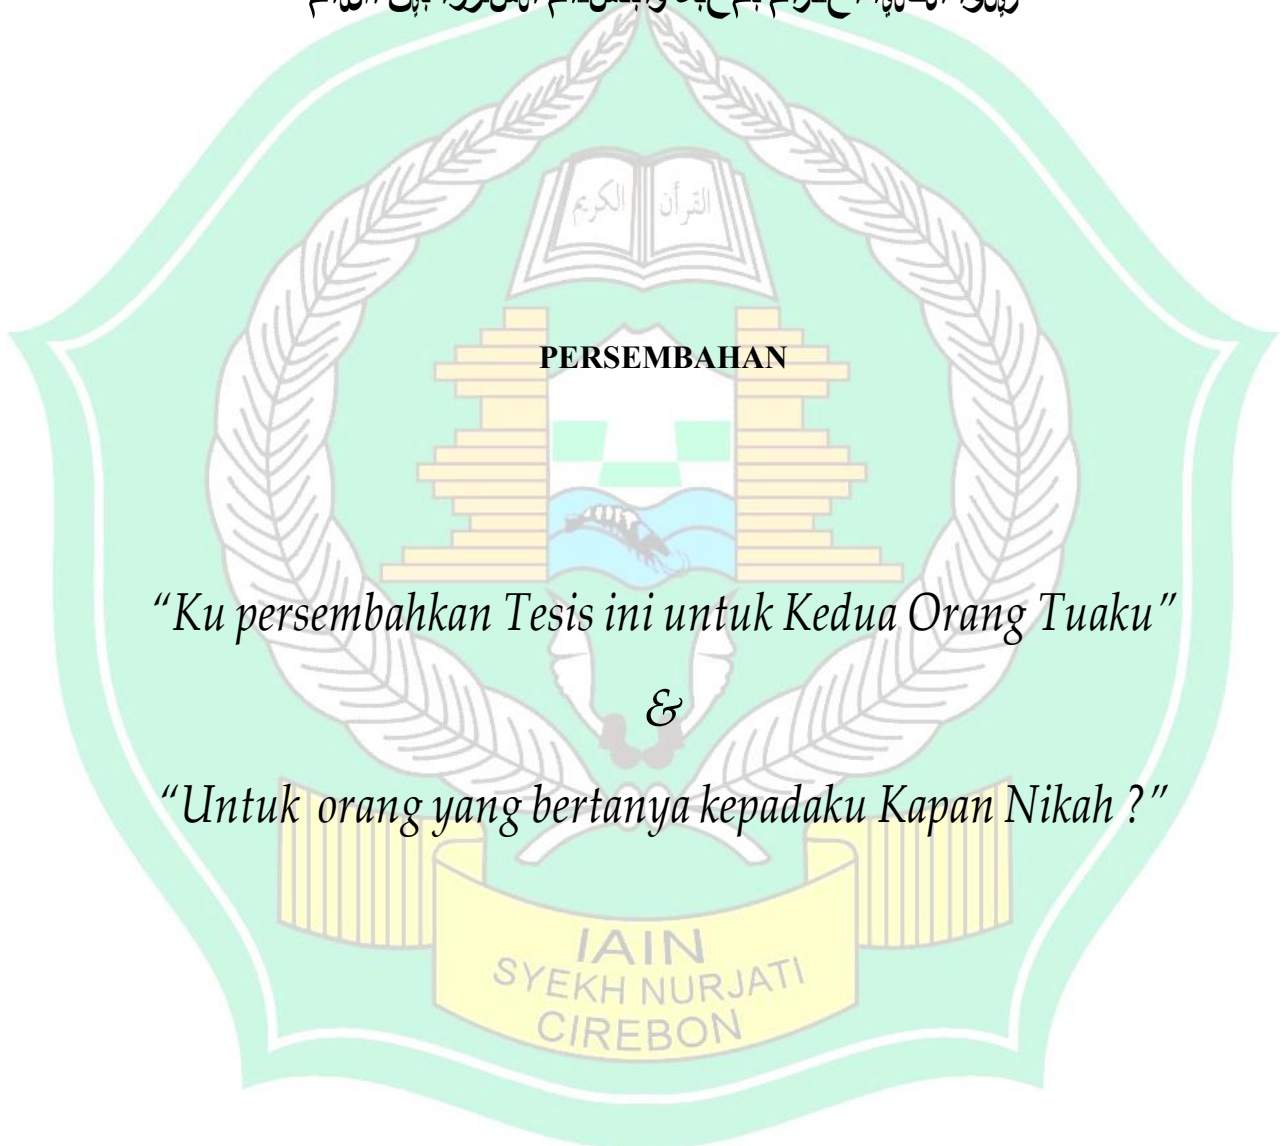 القرآن الكريم
PERSEMBAHAN
“Ku persembahkan Tesis ini untuk Kedua Orang Tuaku”
&
“Untuk orang yang bertanya kepadaku Kapan Nikah ?”
IAIN
SYEKH NURJATI
CIREBON